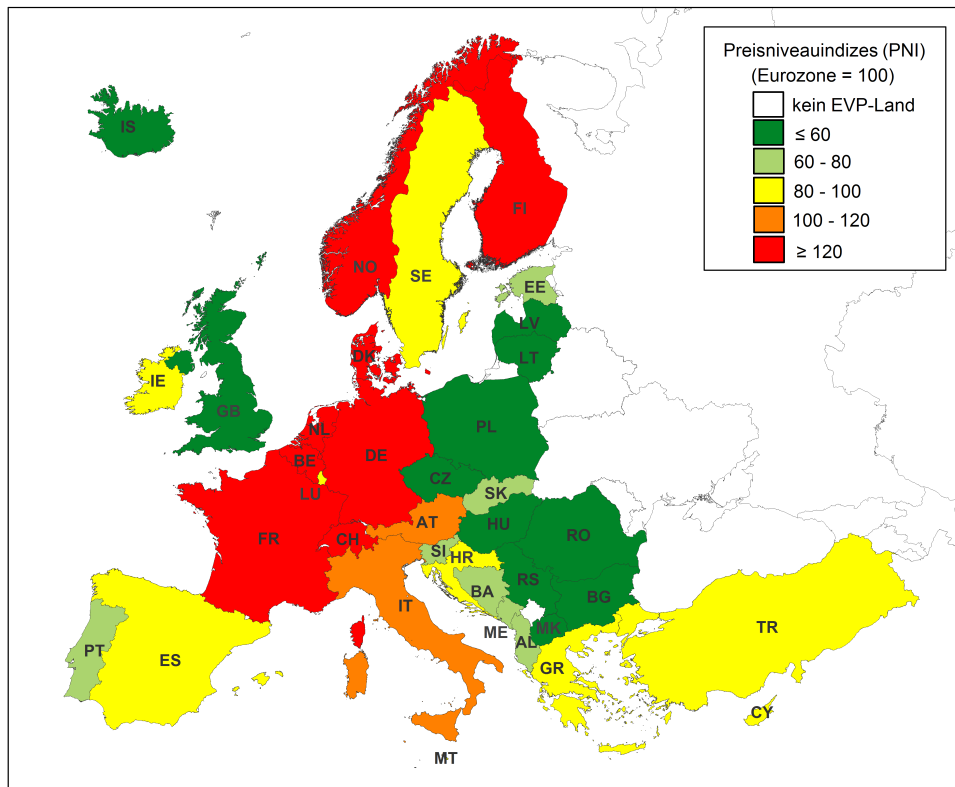 Preisniveauindizes (PNI)
(Eurozone = 100)
kein EVP-Land
≤ 60
60 - 80
80 - 100
100 - 120
≥ 120
IS
FI
NO
SE
EE
LV
DK
LT
IE
GB
NL
PL
BE
DE
CZ
LU
SK
AT
HU
FR
CH
RO
SI
HR
RS
BA
BG
IT
ME
MK
TR
AL
PT
ES
GR
CY
MT